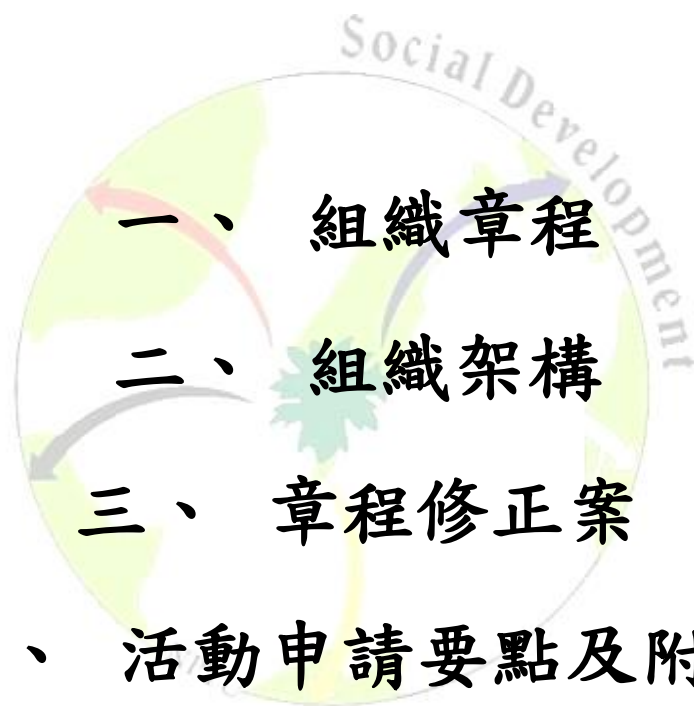 Social Development
一、 組織章程
二、 組織架構
三、 章程修正案
、 活動申請要點及附